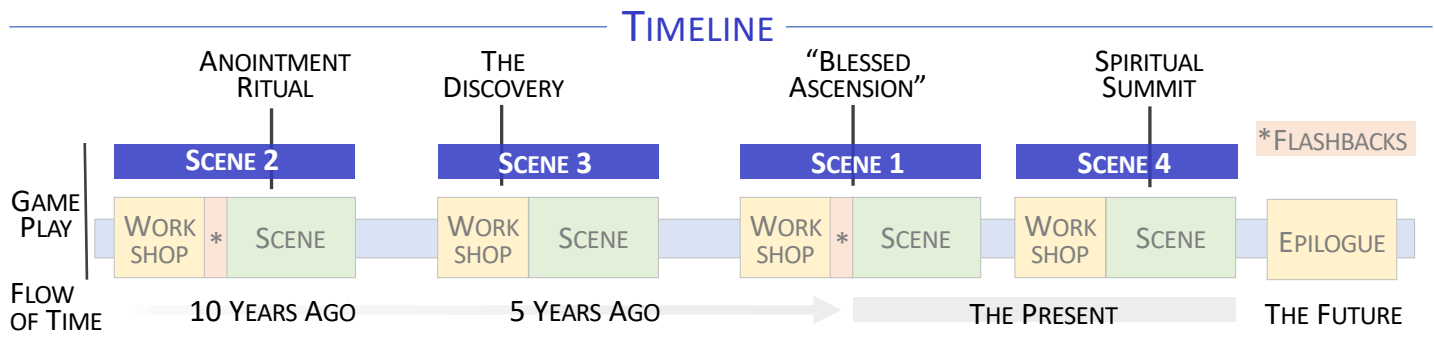 TIMELINE
ANOINTMENT
RITUAL
THE
DISCOVERY
“BLESSED
ASCENSION”
SPIRITUAL
SUMMIT
SCENE 2
SCENE 3
SCENE 1
SCENE 4
*FLASHBACKS
GAME
PLAY
WORK
SHOP
*
SCENE
WORK
SHOP
SCENE
WORK
SHOP
*
SCENE
WORK
SHOP
SCENE
EPILOGUE
FLOW
OF TIME
10 YEARS AGO
5 YEARS AGO
THE PRESENT
THE FUTURE